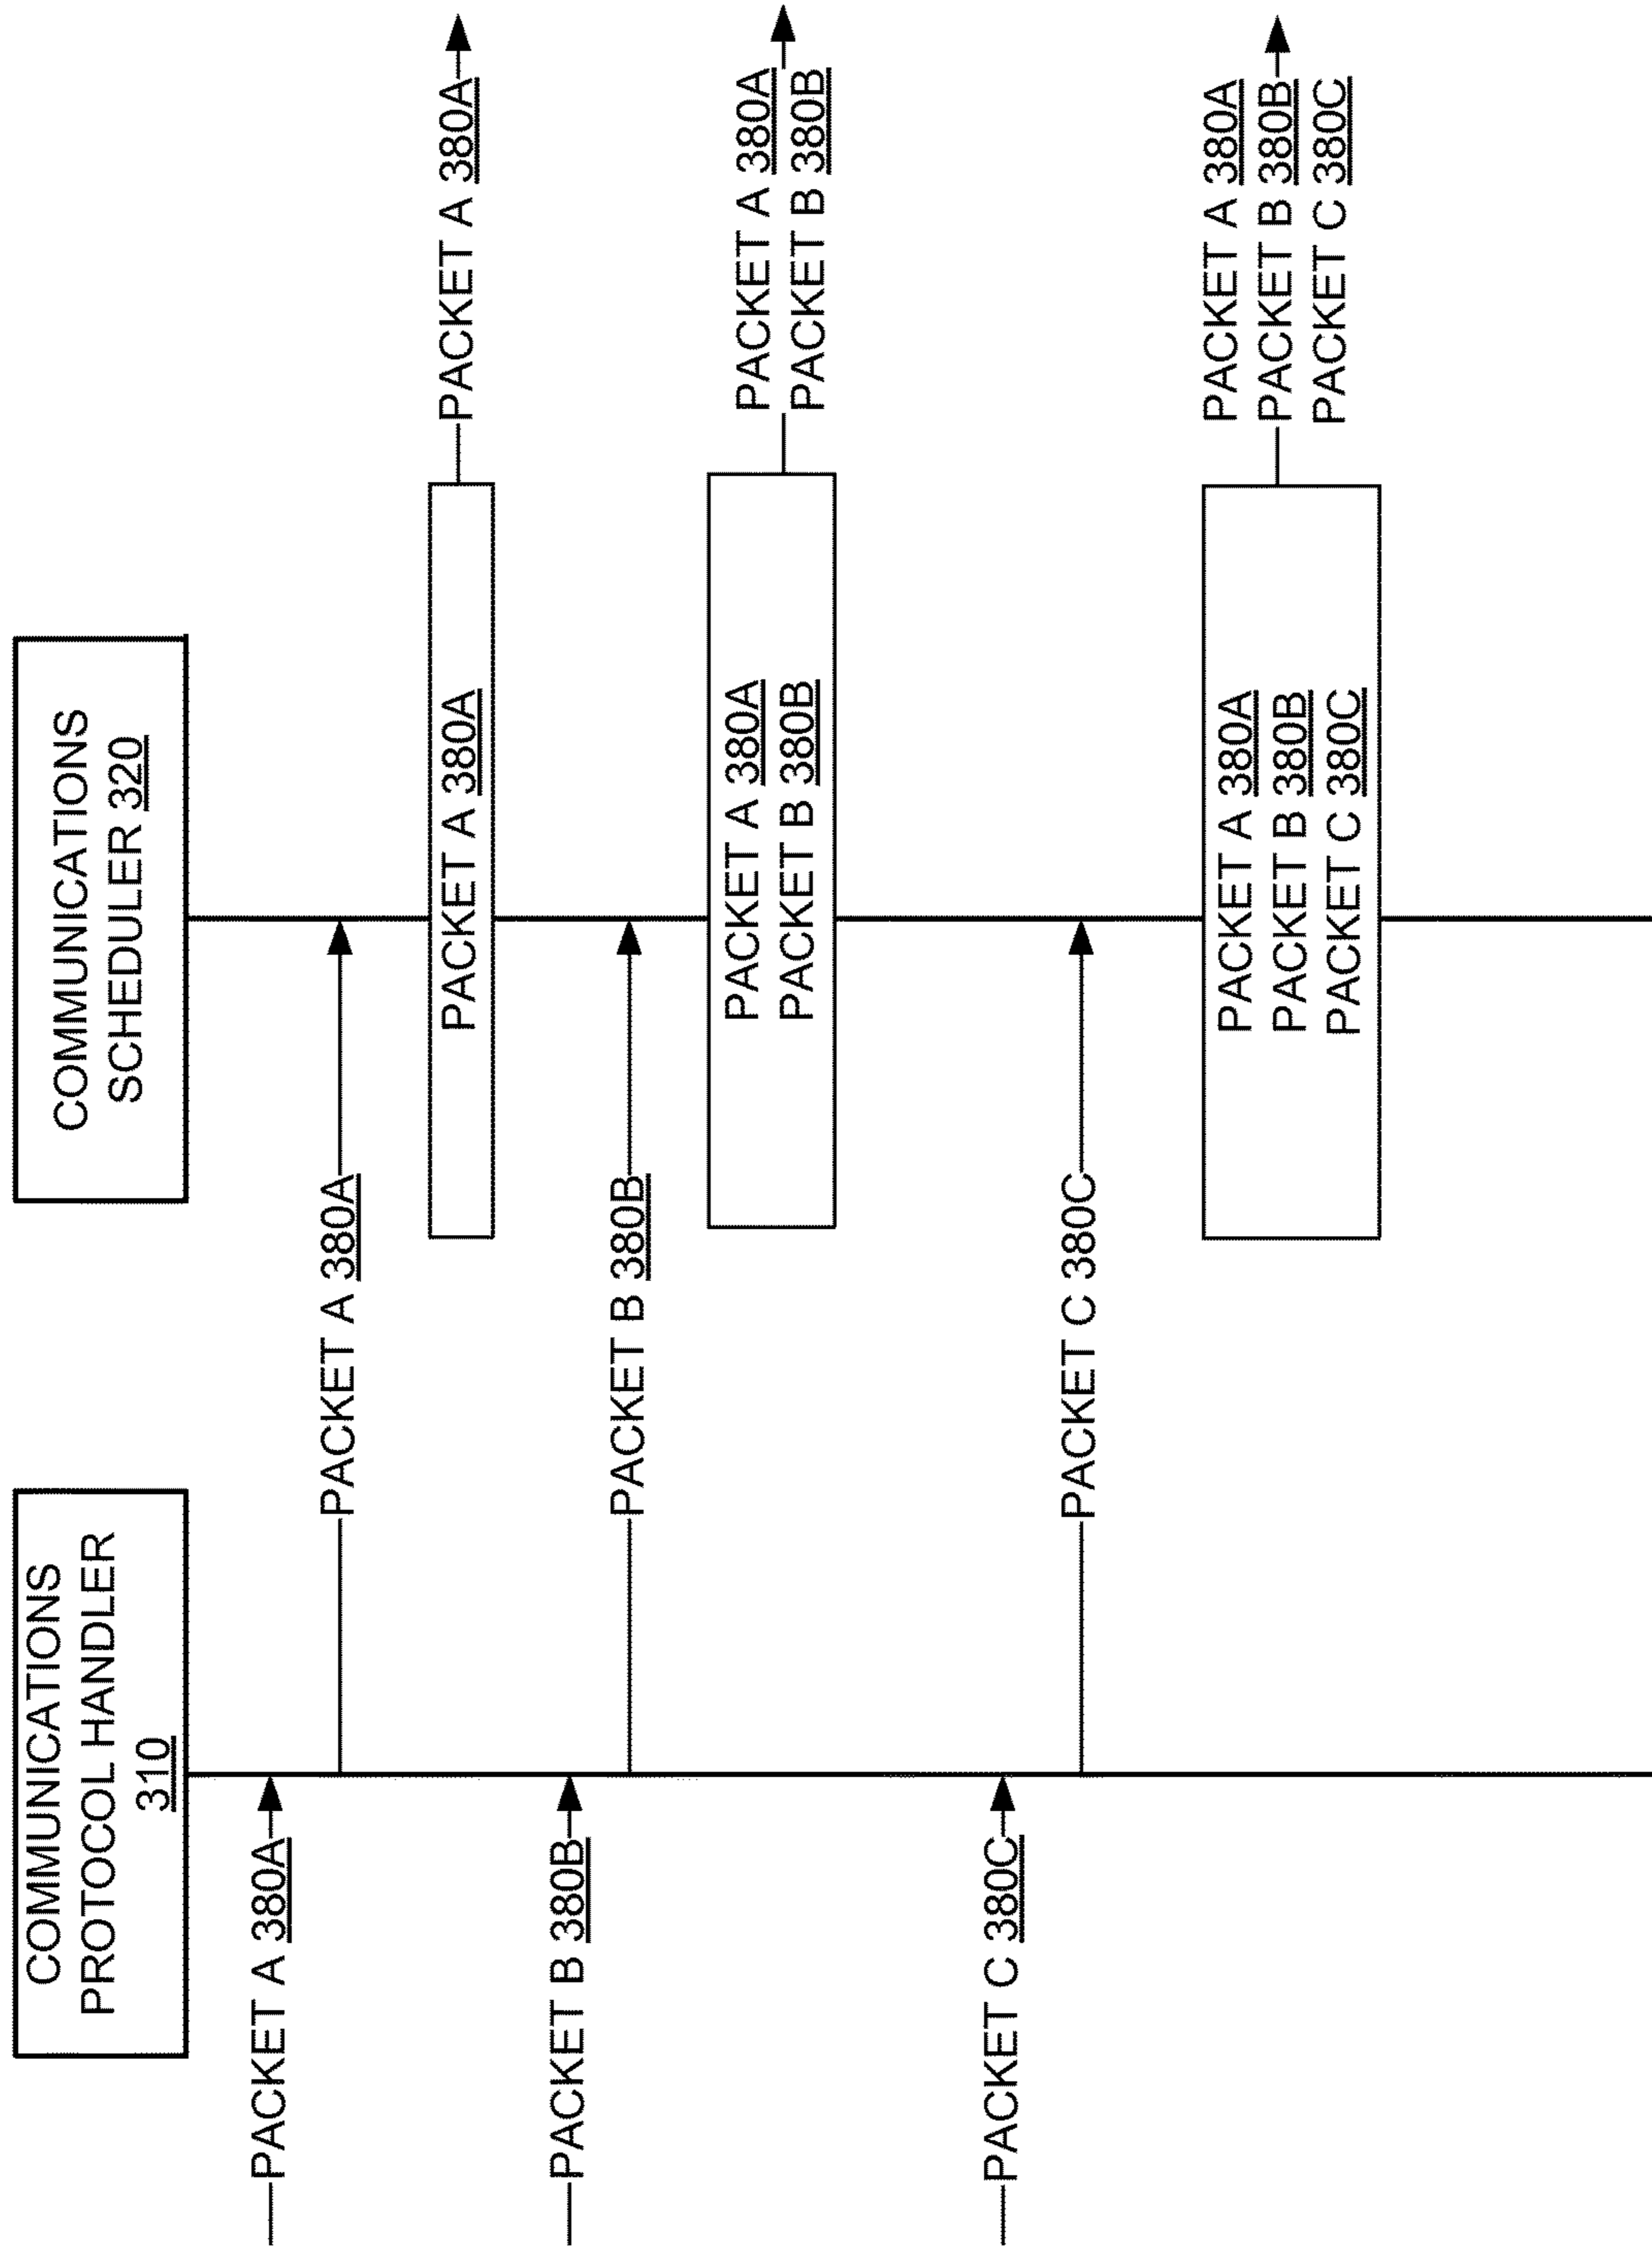 COMMUNICATIONS
PROTOCOL HANDLER
310
COMMUNICATIONS
SCHEDULER 320
PACKET A 380A
PACKET A 380A
PACKET A 380A
PACKET A 380A
PACKET B 380B
PACKET B 380B
PACKET A 380A
PACKET B 380B
PACKET A 380A
PACKET B 380B
PACKET C 380C
PACKET C 380C
PACKET A 380A
PACKET B 380B
PACKET C 380C
PACKET A 380A
PACKET B 380B
PACKET C 380C